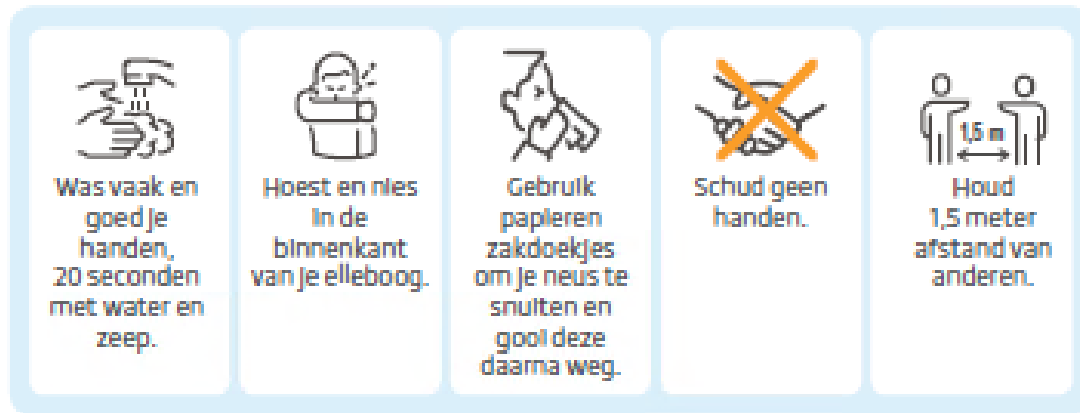 Was vaak en
goed je
handen,
20 seconden
met water en
zeep.
Hoest en nies
in de
binnenkant
van je elleboog.
Gebruik
papieren
zakdoekjes
om je neus te
snuiten en
gooi deze
daarna weg.
Schud geen
handen.
1,5 m
Houd
1,5 meter
afstand van
anderen.